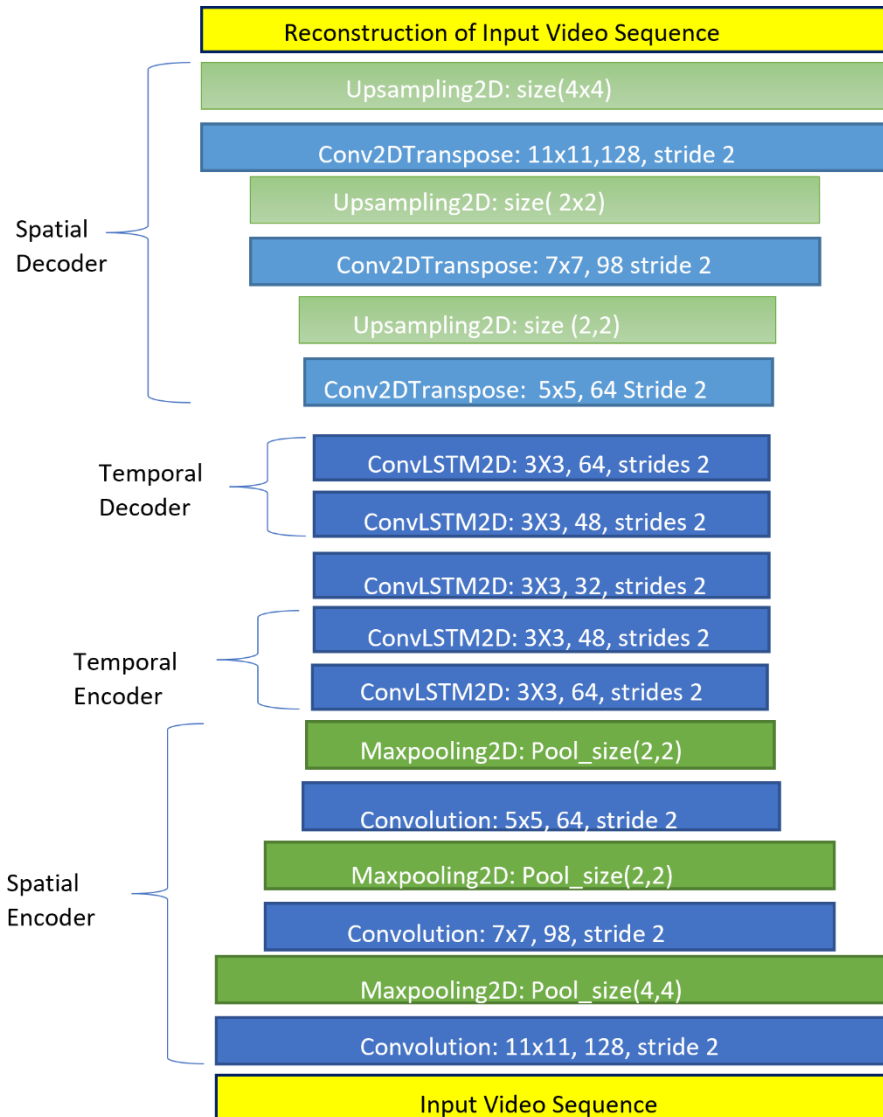 Reconstruction of Input Video Sequence
Upsampling2D: size(4x4)
Conv2DTranspose: 11x11,128, stride 2
Upsampling2D: size( 2x2)
Spatial
Decoder
Conv2DTranspose: 7x7, 98 stride 2
Upsampling2D: size (2,2)
Conv2DTranspose:  5x5, 64 Stride 2
Temporal
Decoder
ConvLSTM2D: 3X3, 64, strides 2
ConvLSTM2D: 3X3, 48, strides 2
ConvLSTM2D: 3X3, 32, strides 2
Temporal
Encoder
ConvLSTM2D: 3X3, 48, strides 2
ConvLSTM2D: 3X3, 64, strides 2
Maxpooling2D: Pool_size(2,2)
Convolution: 5x5, 64, stride 2
Spatial
Encoder
Maxpooling2D: Pool_size(2,2)
Convolution: 7x7, 98, stride 2
Maxpooling2D: Pool_size(4,4)
Convolution: 11x11, 128, stride 2
Input Video Sequence